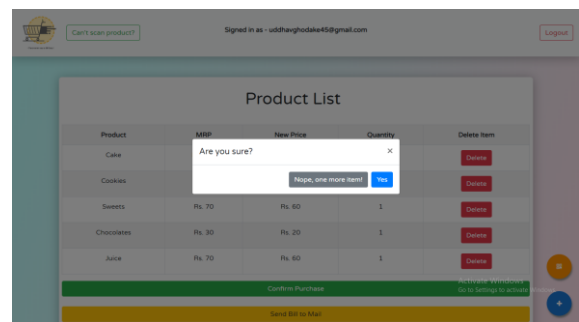 Can't scan product?
Signed in as - uddhavghodake45@gmail.com
Logout
Product List
Product MRP New Price Quantity Delete Item
Are you sure? ×
Nope, one more item! Yes
Cake Delete
Cookies Delete
Sweets Rs. 70 Rs. 60 1 Delete
Chocolates Rs. 30 Rs. 20 1 Delete
Juice Rs. 70 Rs. 60 1 Delete
Confirm Purchase
Send Bill to Mail
Activate Windows
Go to Settings to activate Windows.